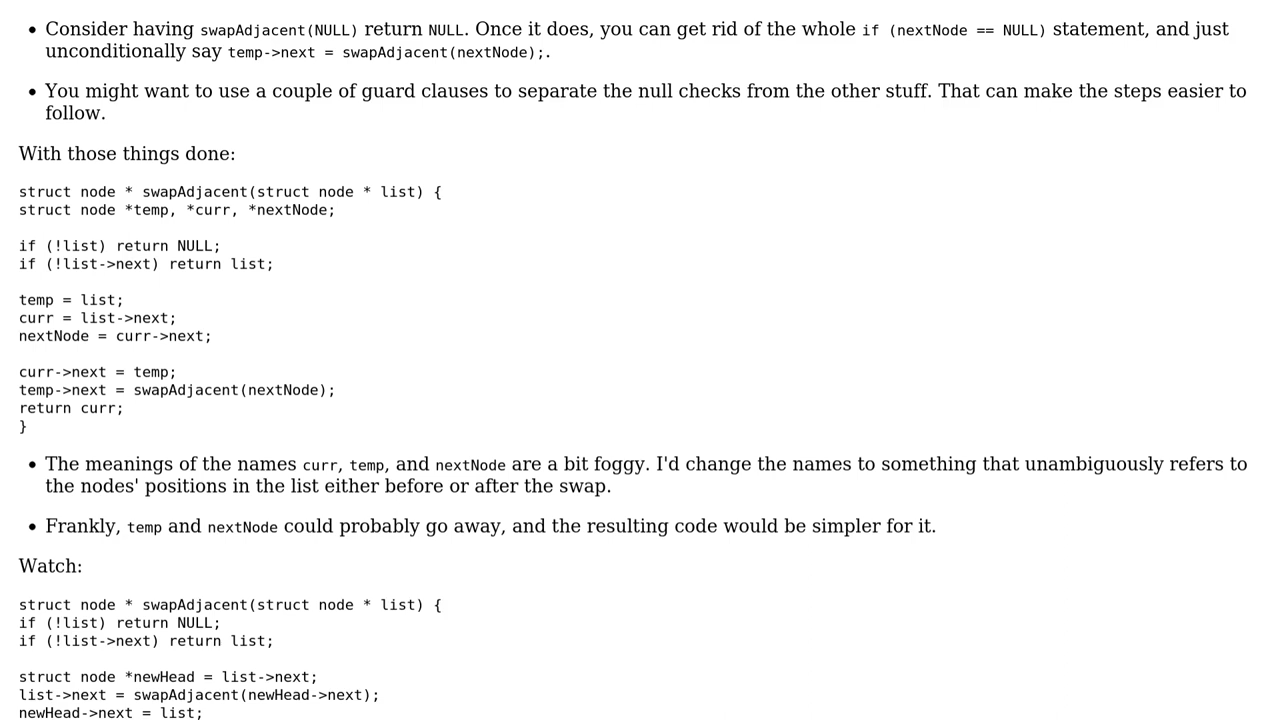 • Consider having swapAdjacent(NULL) return NULL. Once it does, you can get rid of the whole if (nextNode == NULL) statement, and just
unconditionally say temp->next = swapAdjacent(nextNode);.
• You might want to use a couple of guard clauses to separate the null checks from the other stuff. That can make the steps easier to
follow.
With those things done:
struct node * swapAdjacent(struct node * list) {
struct node *temp, *curr, *nextNode;
if (!list) return NULL;
if (!list->next) return list;
temp = list;
curr = list->next;
nextNode = curr->next;
curr->next = temp;
temp->next = swapAdjacent(nextNode);
return curr;
}
• The meanings of the names curr, temp, and nextNode are a bit foggy. I'd change the names to something that unambiguously refers to
the nodes' positions in the list either before or after the swap.
• Frankly, temp and nextNode could probably go away, and the resulting code would be simpler for it.
Watch:
struct node * swapAdjacent(struct node * list) {
if (!list) return NULL;
if (!list->next) return list;
struct node *newHead = list->next;
list->next = swapAdjacent(newHead->next);
newHead->next = list;